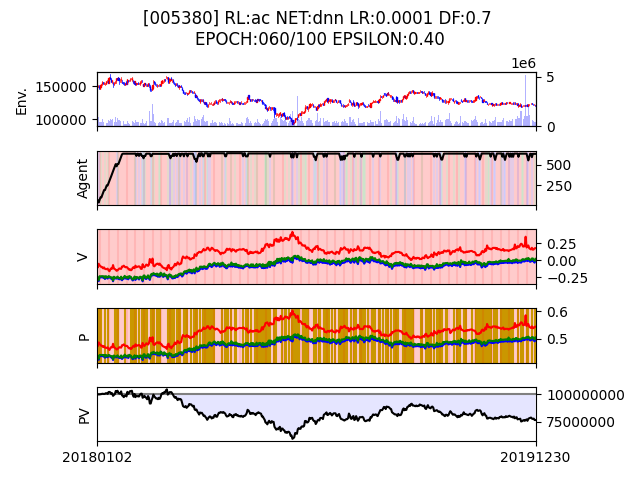 [005380] RL:ac NET:dnn LR:0.0001 DF:0.7
EPOCH:060/100 EPSILON:0.40
1e6
Env.
150000
100000
5
0
Agent
500
250
V
0.25
0.00
−0.25
P
0.6
0.5
PV
100000000
75000000
20180102
20191230